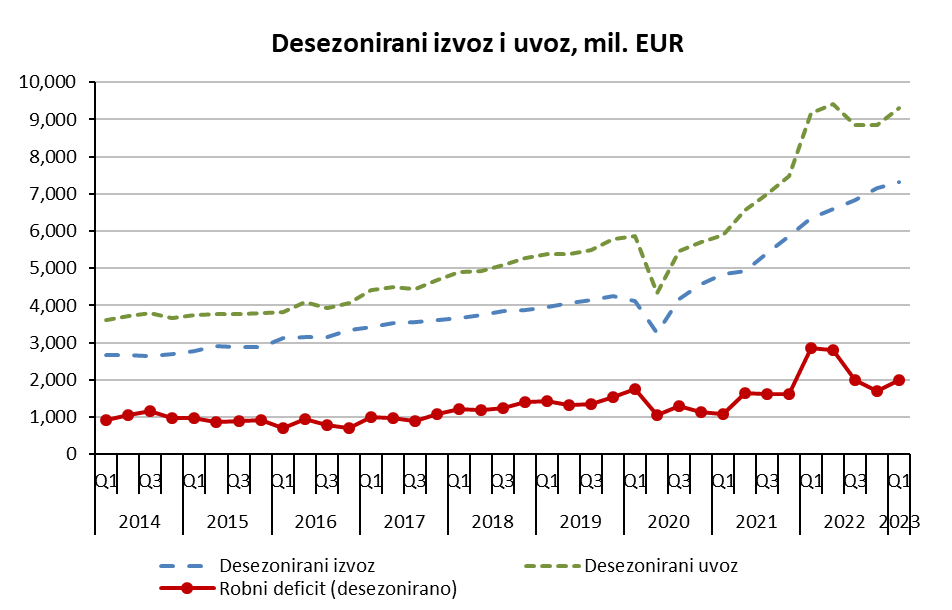 Desezonirani izvoz i uvoz, mil. EUR
10,000
9,000
8,000
7,000
6,000
5,000
4,000
3,000
2,000
1,000
0
Q1 Q3 Q1 Q3 Q1 Q3 Q1 Q3 Q1 Q3 Q1 Q3 Q1 Q3 Q1 Q3 Q1 Q3 Q1
2014 2015 2016 2017 2018 2019 2020 2021 2022 2023
Desezonirani izvoz Desezonirani uvoz
Robni deficit (desezonirano)